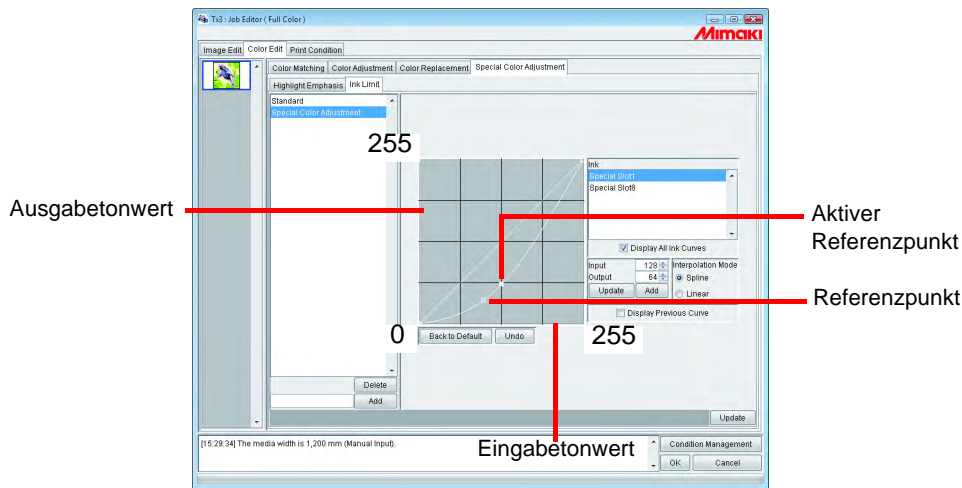 Tx3 : Job Editor ( Full Color )
Mimaki
Image Edit Color Edit Print Condition
Color Matching Color Adjustment Color Replacement Special Color Adjustment
Highlight Emphasis Ink Limit
Standard
Special Color Adjustment
255
Ink
Special Slot1
Special Slot8
Ausgabetonwert
Aktiver
Referenzpunkt
Display All Ink Curves
Input 128 Interpolation Mode
Output 64 Spline
Update Add Linear
Referenzpunkt
Display Previous Curve
0 Back to Default Undo 255
Delete
Add
Update
[15:29:34] The media width is 1,200 mm (Manual Input).
Eingabetonwert
Condition Management
OK Cancel